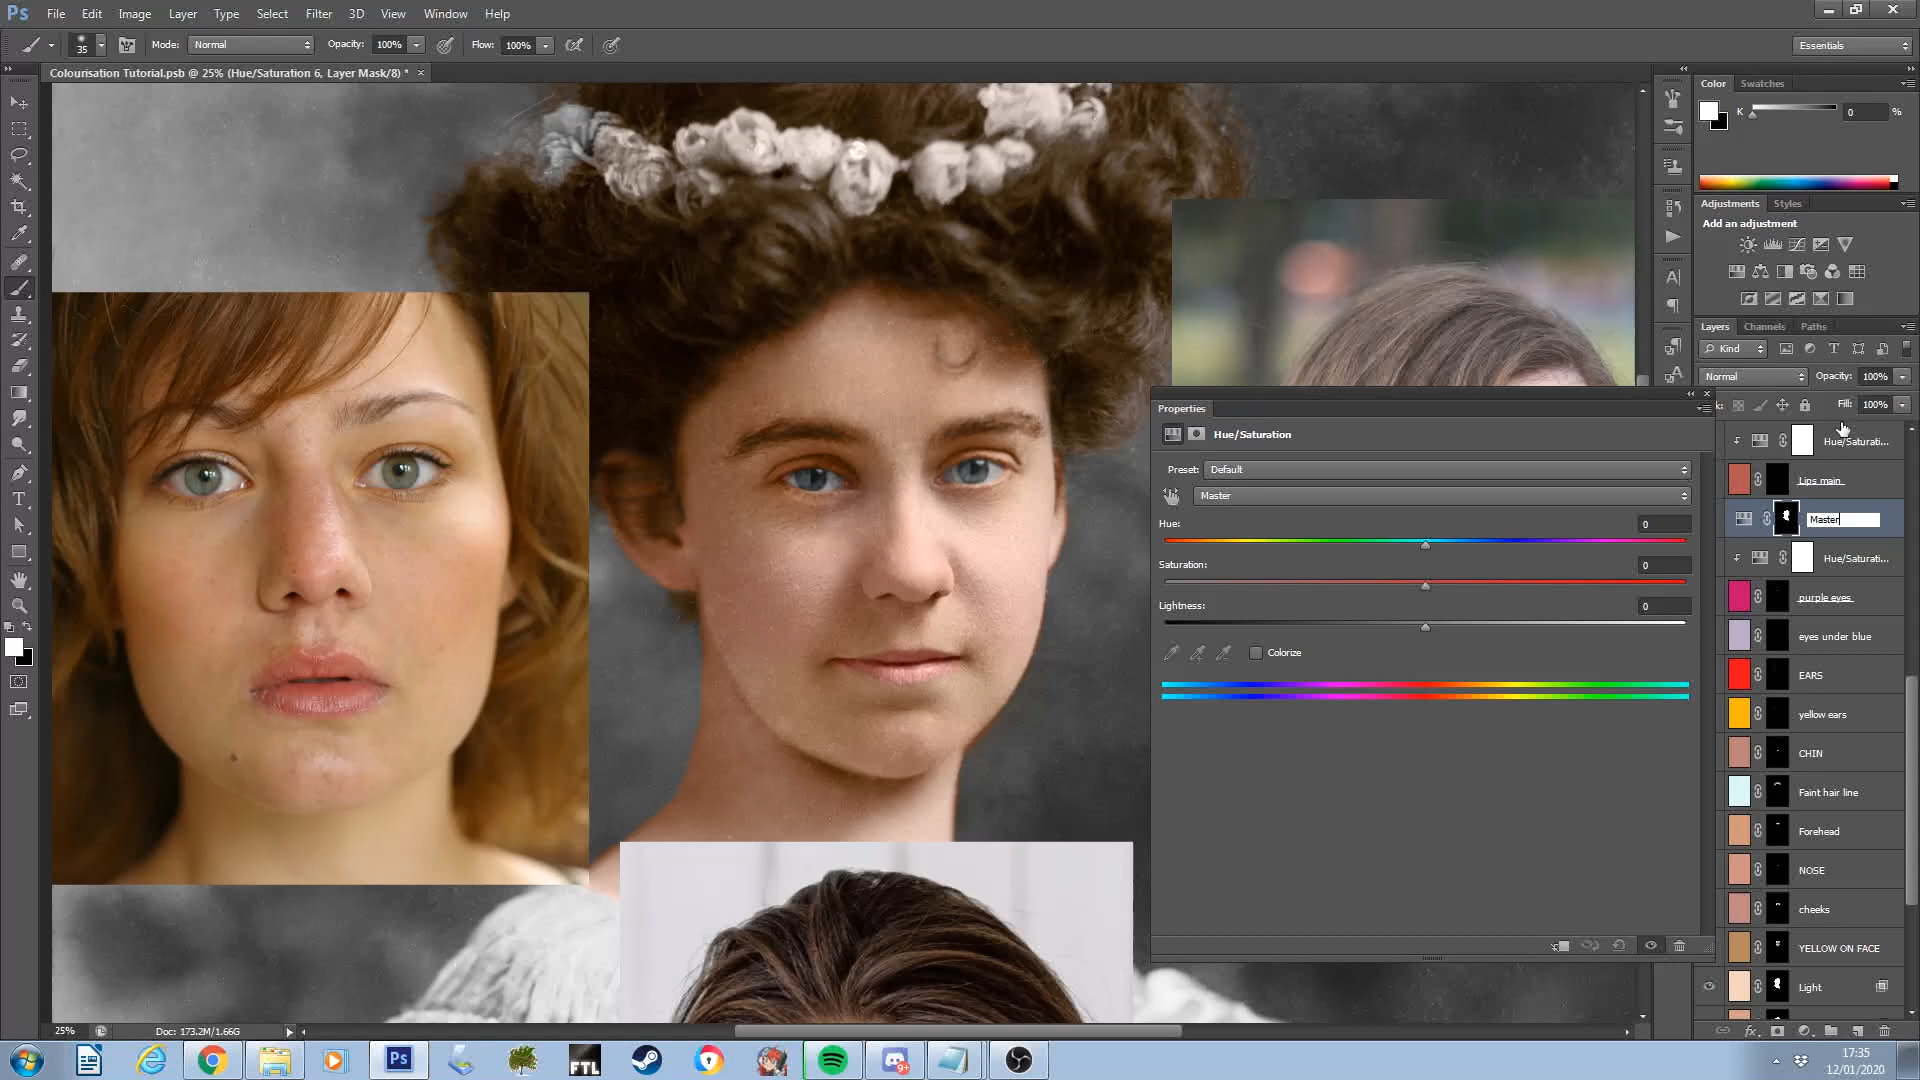 Ps File Edit Image Layer Type Select Filter 3D View Window Help
35 Mode: Normal Opacity: 100% Flow: 100% Essentials
Colourisation Tutorial.psb @ 25% (Hue/Saturation 6, Layer Mask/8) *
Color Swatches
K 0 %
Adjustments Styles
Add an adjustment
Layers Channels Paths
Kind
Normal Opacity: 100%
Fill: 100%
Properties
Hue/Saturation
Preset: Default
Master
Hue: 0
Saturation: 0
Lightness: 0
Colorize
Hue/Saturati...
Lips main
Master
Hue/Saturati...
purple eyes
eyes under blue
EARS
yellow ears
CHIN
Faint hair line
Forehead
NOSE
cheeks
YELLOW ON FACE
Light
25% Doc: 173.2M/1.66G
Ps FTL 9+
17:35
12/01/2020